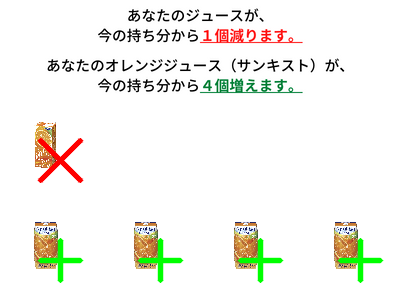 あなたのジュースが、
今の持ち分から１個減ります。
あなたのオレンジジュース（サンキスト）が、
今の持ち分から４個増えます。